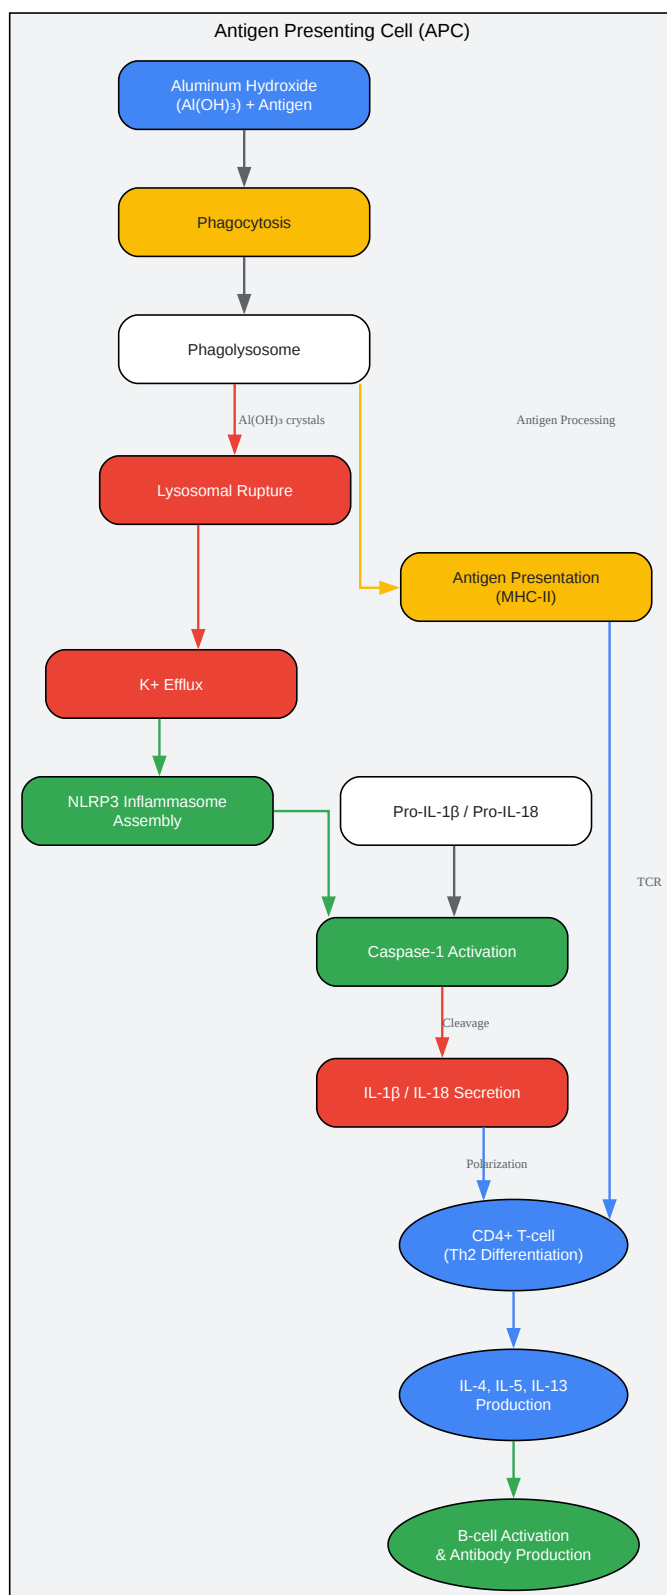 Antigen Presenting Cell (APC)
Aluminum Hydroxide
(Al(OH)₃) + Antigen
Phagocytosis
Phagolysosome
Al(OH)₃ crystals
Antigen Processing
Lysosomal Rupture
Antigen Presentation
(MHC-II)
K+ Efflux
NLRP3 Inflammasome
Assembly
Pro-IL-1β / Pro-IL-18
TCR
Caspase-1 Activation
Cleavage
IL-1β / IL-18 Secretion
Polarization
CD4+ T-cell
(Th2 Differentiation)
IL-4, IL-5, IL-13
Production
B-cell Activation
& Antibody Production